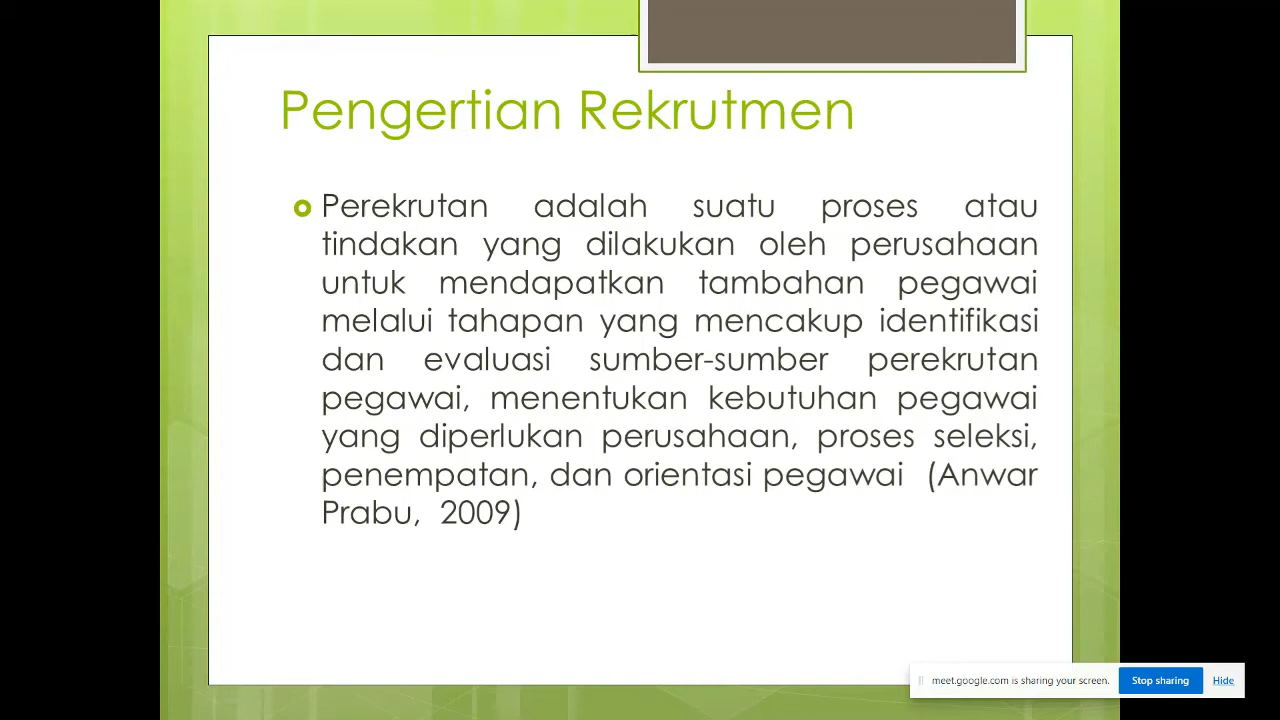 Pengertian Rekrutmen
Perekrutan adalah suatu proses atau
tindakan yang dilakukan oleh perusahaan
untuk mendapatkan tambahan pegawai
melalui tahapan yang mencakup identifikasi
dan evaluasi sumber-sumber perekrutan
pegawai, menentukan kebutuhan pegawai
yang diperlukan perusahaan, proses seleksi,
penempatan, dan orientasi pegawai (Anwar
Prabu, 2009)
meet.google.com is sharing your screen. Stop sharing Hide